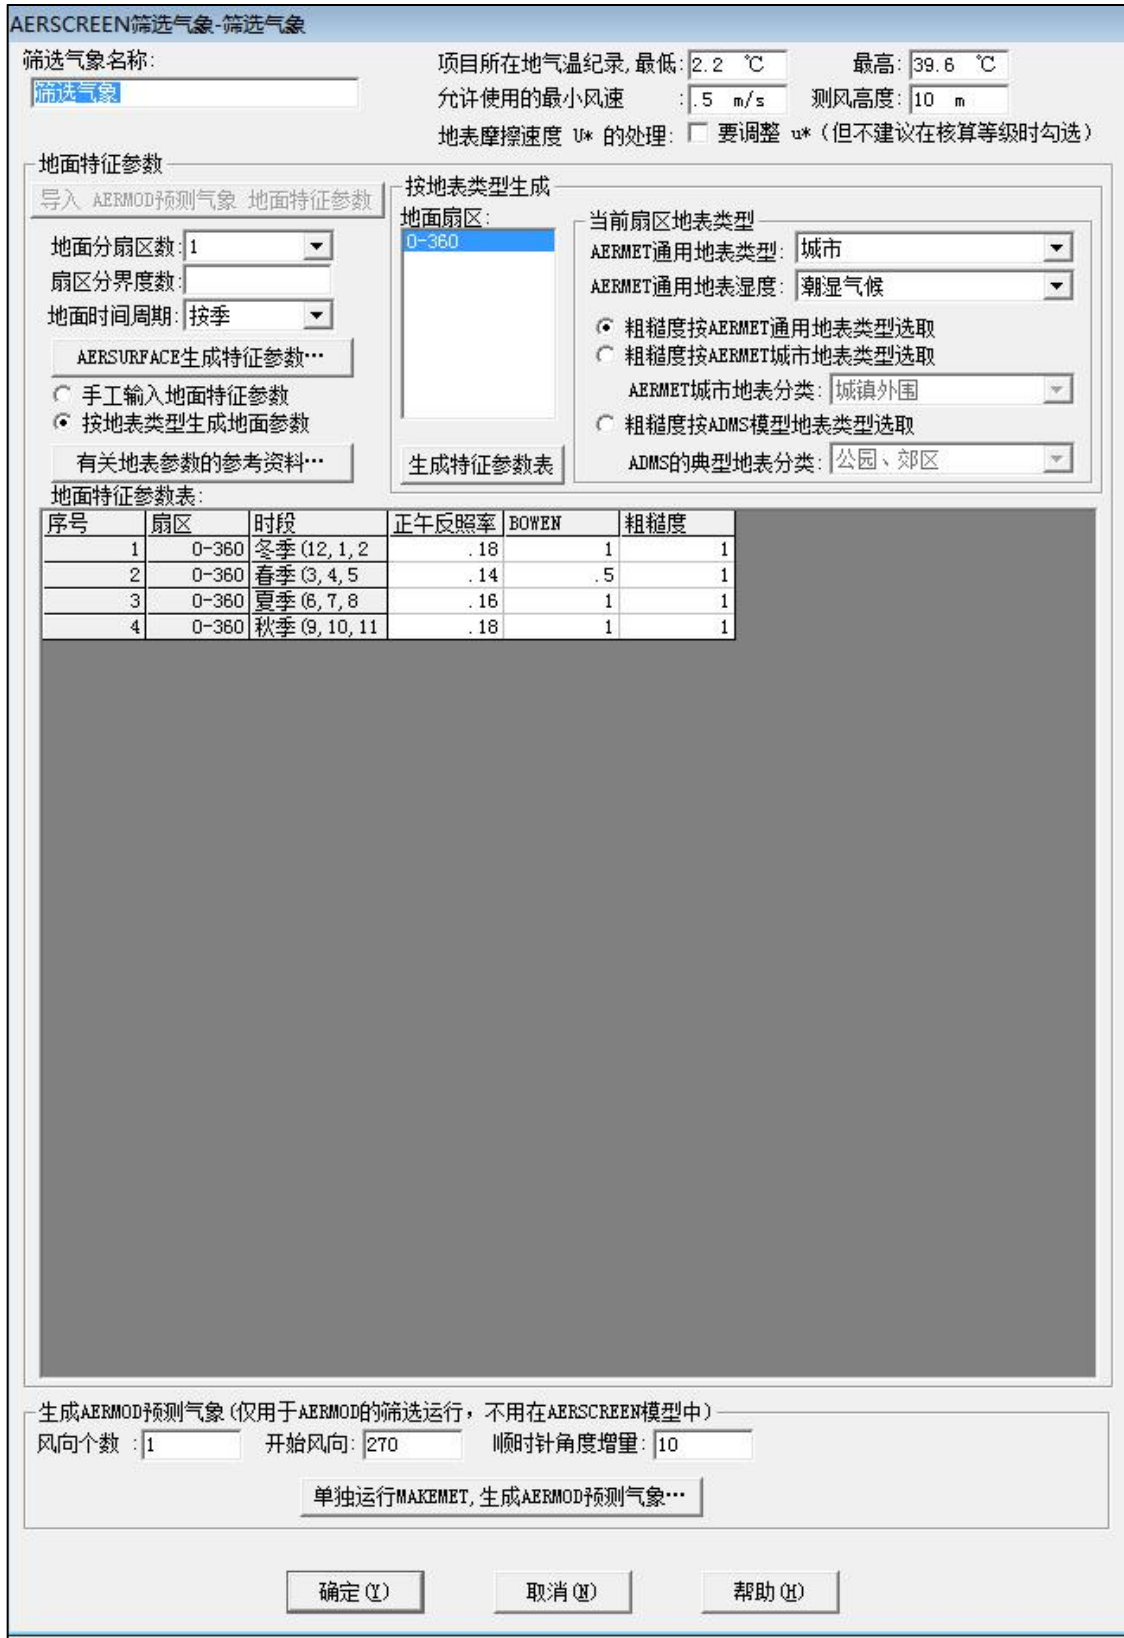 AERSCREEN筛选气象-筛选气象
筛选气象名称:
筛选气象
项目所在地气温纪录,最低: 2.2 ℃ 最高: 39.6 ℃
允许使用的最小风速 : .5 m/s 测风高度: 10 m
地表摩擦速度 U* 的处理: 要调整 u*（但不建议在核算等级时勾选）
地面特征参数
导入 AERMOD预测气象 地面特征参数
地面分扇区数: 1
扇区分界度数:
地面时间周期: 按季
AERSURFACE生成特征参数…
手工输入地面特征参数
按地表类型生成地面参数
有关地表参数的参考资料…
按地表类型生成
地面扇区:
0-360
生成特征参数表
当前扇区地表类型
AERMET通用地表类型: 城市
AERMET通用地表湿度: 潮湿气候
粗糙度按AERMET通用地表类型选取
粗糙度按AERMET城市地表类型选取
AERMET城市地表分类: 城镇外围
粗糙度按ADMS模型地表类型选取
ADMS的典型地表分类: 公园、郊区
地面特征参数表:
序号 扇区 时段 正午反照率 BOWEN 粗糙度
1 0-360 冬季(12,1,2 .18 1 1
2 0-360 春季(3,4,5 .14 .5 1
3 0-360 夏季(6,7,8 .16 1 1
4 0-360 秋季(9,10,11 .18 1 1
生成AERMOD预测气象(仅用于AERMOD的筛选运行，不用在AERSCREEN模型中)
风向个数 : 1 开始风向: 270 顺时针角度增量: 10
单独运行MAKEMET,生成AERMOD预测气象…
确定(Y) 取消(N) 帮助(H)